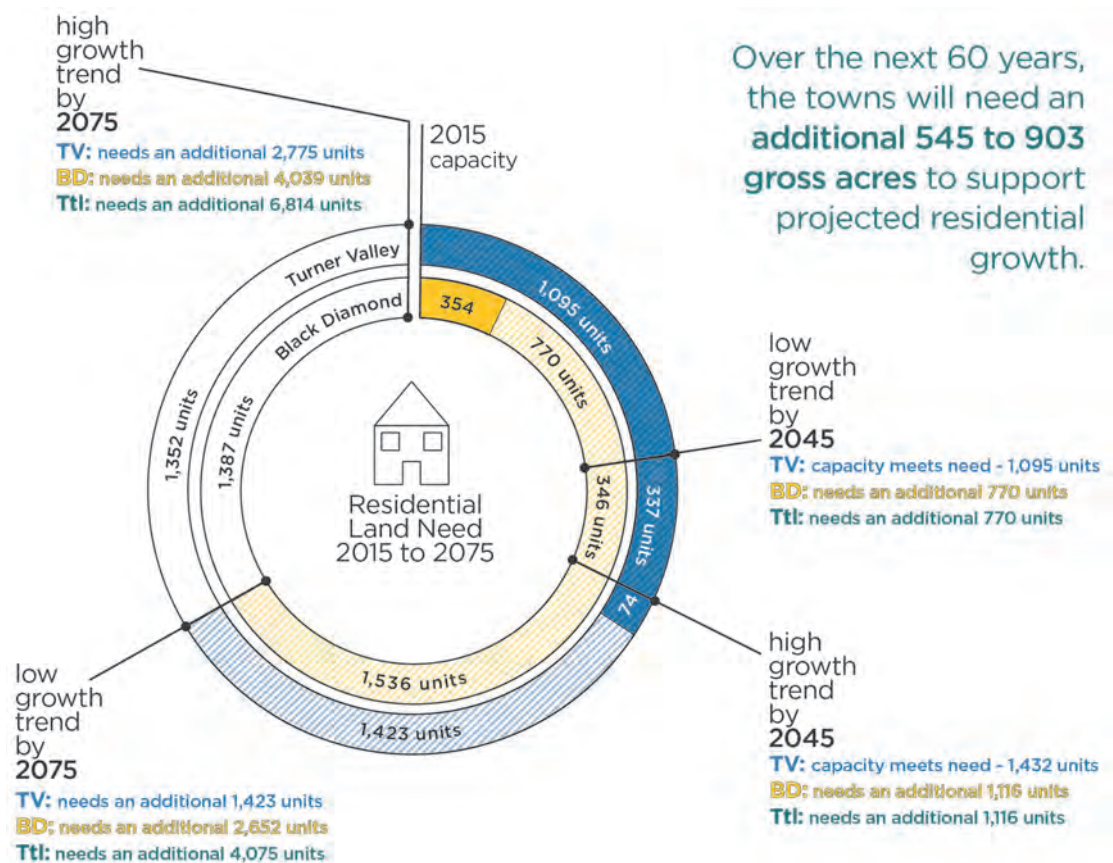 high
growth
trend
by
2075
TV: needs an additional 2,775 units
BD: needs an additional 4,039 units
Ttl: needs an additional 6,814 units
2015
capacity
Over the next 60 years,
the towns will need an
additional 545 to 903
gross acres to support
projected residential
growth.
Turner Valley
Black Diamond
354
1,095 units
770 units
low
growth
trend
by
2045
TV: capacity meets need - 1,095 units
BD: needs an additional 770 units
Ttl: needs an additional 770 units
1,352 units
1,387 units
Residential
Land Need
2015 to 2075
346 units
337 units
74
1,536 units
1,423 units
high
growth
trend
by
2045
TV: capacity meets need - 1,432 units
BD: needs an additional 1,116 units
Ttl: needs an additional 1,116 units
low
growth
trend
by
2075
TV: needs an additional 1,423 units
BD: needs an additional 2,652 units
Ttl: needs an additional 4,075 units